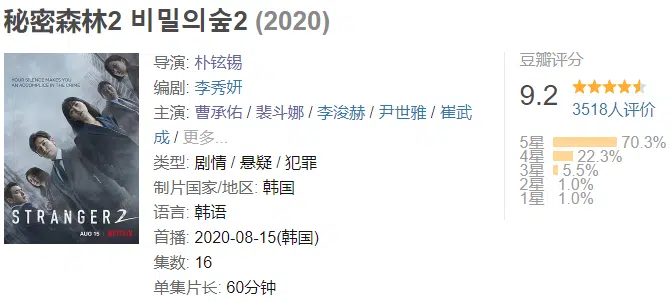 秘密森林2 비밀의숲2 (2020)
YOUR SILENCE MAKES YOU
AN ACCOMPLICE IN THE CRIME
STRANGER 2
AUG 15 NETFLIX
导演: 朴铉锡
编剧: 李秀妍
主演: 曹承佑 / 裴斗娜 / 李浚赫 / 尹世雅 / 崔武
成 / 更多...
类型: 剧情 / 悬疑 / 犯罪
制片国家/地区: 韩国
语言: 韩语
首播: 2020-08-15(韩国)
集数: 16
单集片长: 60分钟
豆瓣评分
9.2
3518人评价
5星 70.3%
4星 22.3%
3星 5.5%
2星 1.0%
1星 1.0%